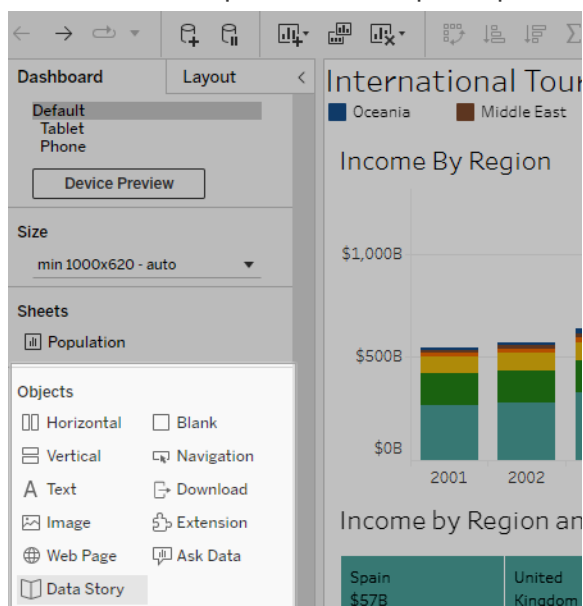 Dashboard Layout
Default
Tablet
Phone
Device Preview
Size
min 1000x620 - auto
Sheets
Population
Objects
Horizontal Blank
Vertical Navigation
Text Download
Image Extension
Web Page Ask Data
Data Story
International Tour
Oceania Middle East
Income By Region
$1,000B
$500B
$0B
2001 2002
Income by Region an
Spain United
$57B Kingdom